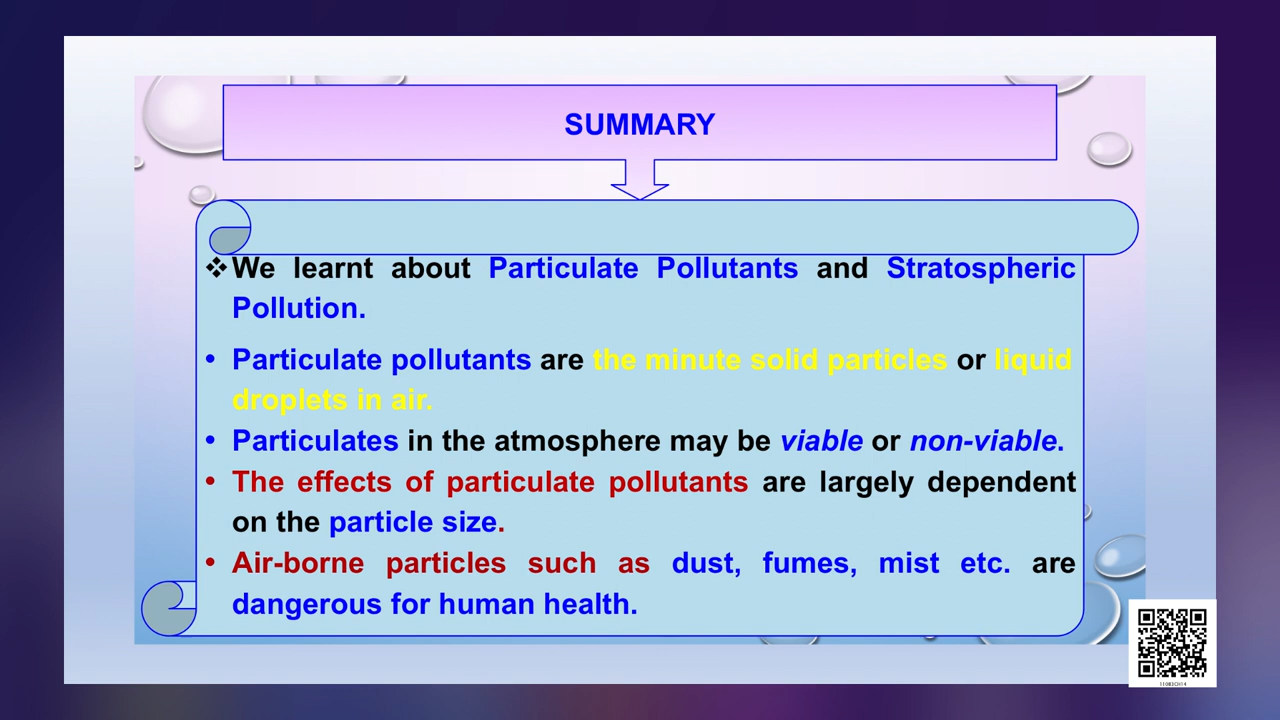 SUMMARY
❖We learnt about Particulate Pollutants and Stratospheric
Pollution.
• Particulate pollutants are the minute solid particles or liquid
droplets in air.
• Particulates in the atmosphere may be viable or non-viable.
• The effects of particulate pollutants are largely dependent
on the particle size.
• Air-borne particles such as dust, fumes, mist etc. are
dangerous for human health.
11083CH14